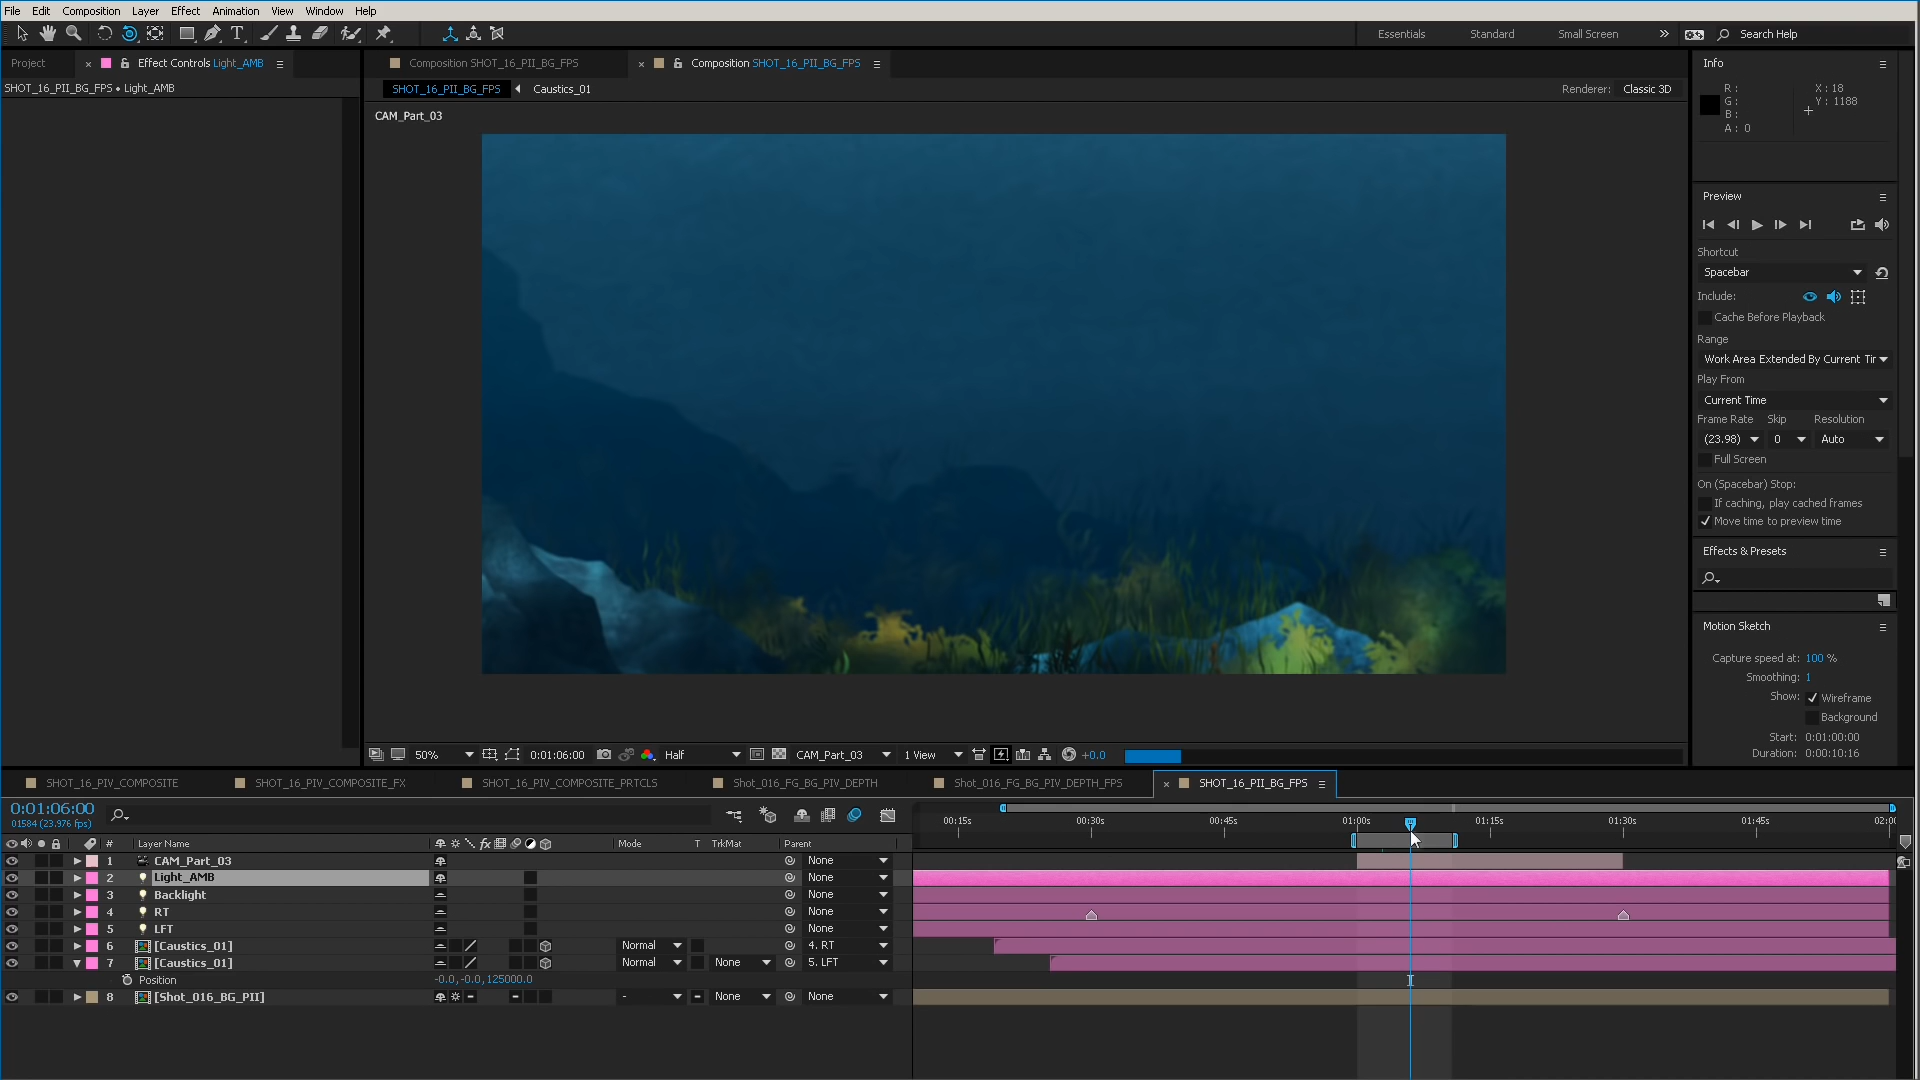 File Edit Composition Layer Effect Animation View Window Help
T Essentials Standard Small Screen » Search Help
Project × Effect Controls Light_AMB
SHOT_16_PII_BG_FPS • Light_AMB
Composition SHOT_16_PII_BG_FPS × Composition SHOT_16_PII_BG_FPS
SHOT_16_PII_BG_FPS Caustics_01 Renderer: Classic 3D
CAM_Part_03
Info
R :
G :
B :
A : 0
X : 18
Y : 1188
Preview
Shortcut
Spacebar
Include:
Cache Before Playback
Range
Work Area Extended By Current Tir
Play From
Current Time
Frame Rate Skip Resolution
(23.98) 0 Auto
Full Screen
On (Spacebar) Stop:
If caching, play cached frames
Move time to preview time
Effects & Presets
Motion Sketch
Capture speed at: 100 %
Smoothing: 1
Show: Wireframe
Background
Start: 0:01:00:00
Duration: 0:00:10:16
50% 0:01:06:00 Half CAM_Part_03 1 View +0.0
SHOT_16_PIV_COMPOSITE SHOT_16_PIV_COMPOSITE_FX SHOT_16_PIV_COMPOSITE_PRTCLS Shot_016_FG_BG_PIV_DEPTH Shot_016_FG_BG_PIV_DEPTH_FPS × SHOT_16_PII_BG_FPS
0:01:06:00
01584 (23.976 fps)
00:15s 00:30s 00:45s 01:00s 01:15s 01:30s 01:45s 02:00
# Layer Name fx Mode T TrkMat Parent
1 CAM_Part_03 None
2 Light_AMB None
3 Backlight None
4 RT None
5 LFT None
6 [Caustics_01] Normal 4. RT
7 [Caustics_01] Normal None 5. LFT
Position -0.0,-0.0,125000.0
8 [Shot_016_BG_PII] - None None